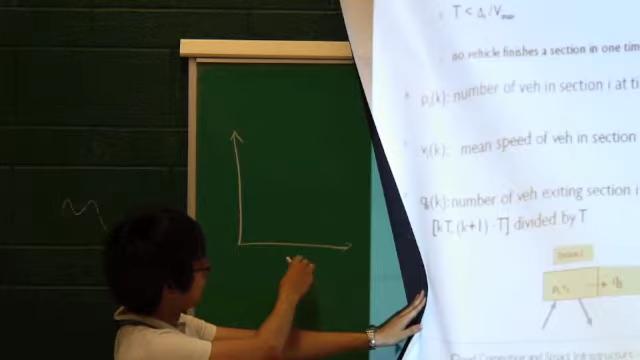 T < Δᵢ/Vₘₐₓ
no vehicle finishes a section in one tim
ρᵢ(k): number of veh in section i at ti
vᵢ(k): mean speed of veh in section
qᵢ(k): number of veh exiting section i
[kT, (k+1) · T] divided by T